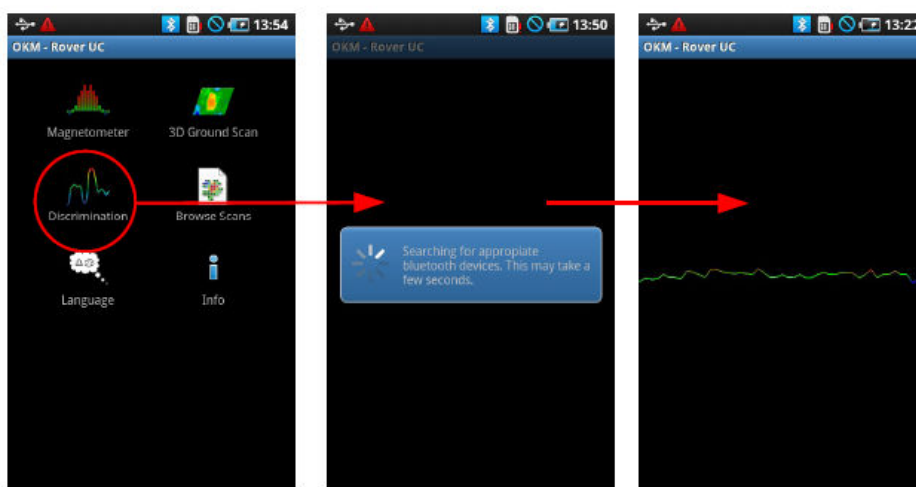 13:54
OKM - Rover UC
Magnetometer
3D Ground Scan
Discrimination
Browse Scans
Language
Info
13:50
OKM - Rover UC
Searching for appropiate
bluetooth devices. This may take a
few seconds.
13:22
OKM - Rover UC